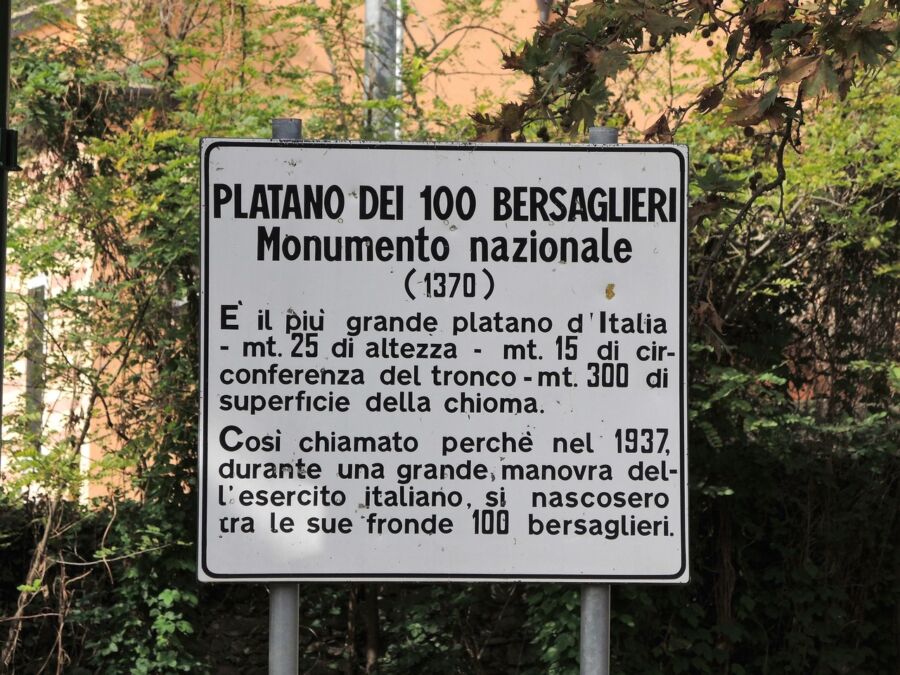 PLATANO DEI 100 BERSAGLIERI
Monumento nazionale
(1370)
È il più grande platano d'Italia
- mt. 25 di altezza - mt. 15 di cir-
conferenza del tronco - mt. 300 di
superficie della chioma.
Così chiamato perchè nel 1937,
durante una grande manovra del-
l'esercito italiano, si nascosero
tra le sue fronde 100 bersaglieri.